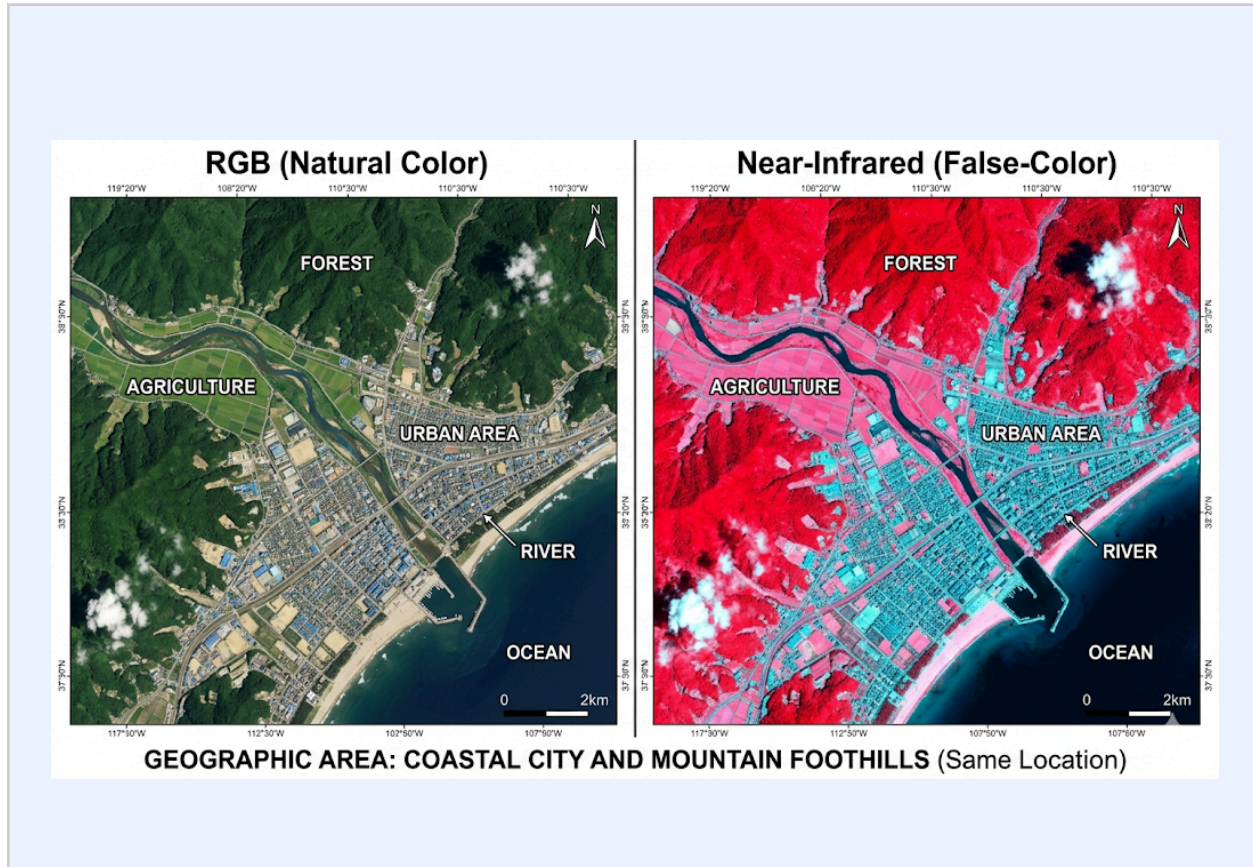 RGB (Natural Color)
119°20"W 108°20"W 110°30"W 110°30"W
N
FOREST
AGRICULTURE
URBAN AREA
RIVER
OCEAN
0 2km
117°10"W 112°30"W 102°50"W 107°90"W
37°30"N
Near-Infrared (False-Color)
119°20"W 106°20"W 110°30"W 110°30"W
N
FOREST
AGRICULTURE
URBAN AREA
RIVER
OCEAN
0 2km
117°30"W 112°50"W 107°50"W 107°60"W
37°30"N
GEOGRAPHIC AREA: COASTAL CITY AND MOUNTAIN FOOTHILLS (Same Location)